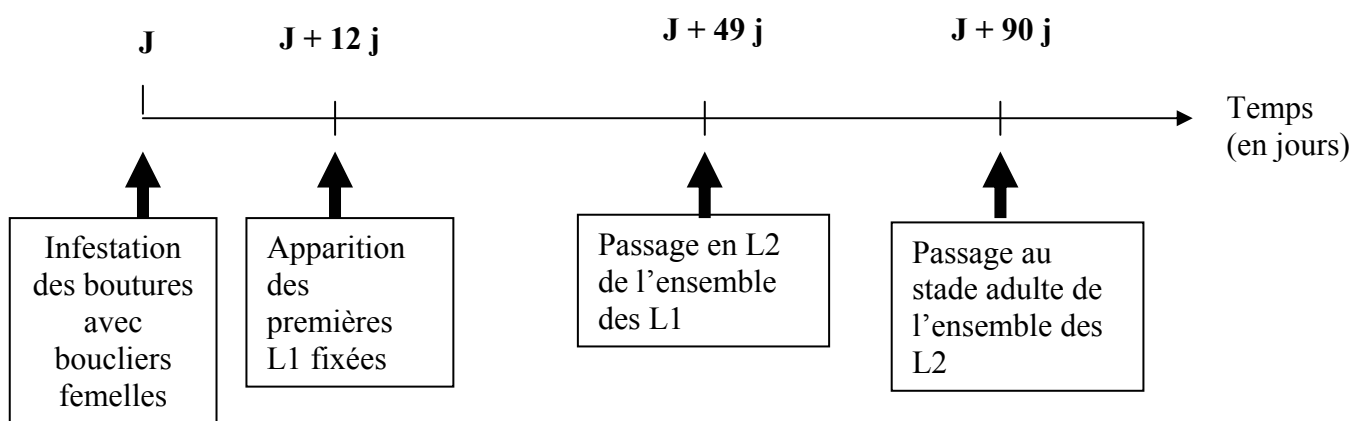 J
J + 12 j
J + 49 j
J + 90 j
Temps
(en jours)
Infestation
des boutures
avec
boucliers
femelles
Apparition
des
premières
L1 fixées
Passage en L2
de l’ensemble
des L1
Passage au
stade adulte de
l’ensemble des
L2